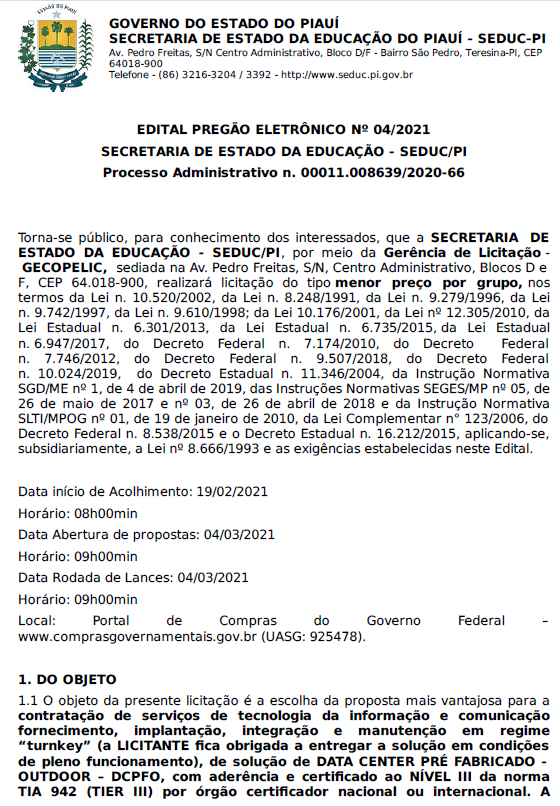 GOVERNO DO ESTADO DO PIAUÍ
SECRETARIA DE ESTADO DA EDUCAÇÃO DO PIAUÍ - SEDUC-PI
Av. Pedro Freitas, S/N Centro Administrativo, Bloco D/F - Bairro São Pedro, Teresina-PI, CEP
64018-900
Telefone - (86) 3216-3204 / 3392 - http://www.seduc.pi.gov.br
EDITAL PREGÃO ELETRÔNICO Nº 04/2021
SECRETARIA DE ESTADO DA EDUCAÇÃO - SEDUC/PI
Processo Administrativo n. 00011.008639/2020-66
Torna-se público, para conhecimento dos interessados, que a SECRETARIA DE
ESTADO DA EDUCAÇÃO - SEDUC/PI, por meio da Gerência de Licitação -
GECOPELIC, sediada na Av. Pedro Freitas, S/N, Centro Administrativo, Blocos D e
F, CEP 64.018-900, realizará licitação do tipo menor preço por grupo, nos
termos da Lei n. 10.520/2002, da Lei n. 8.248/1991, da Lei n. 9.279/1996, da Lei
n. 9.742/1997, da Lei n. 9.610/1998; da Lei 10.176/2001, da Lei nº 12.305/2010, da
Lei Estadual n. 6.301/2013, da Lei Estadual n. 6.735/2015, da Lei Estadual
n. 6.947/2017, do Decreto Federal n. 7.174/2010, do Decreto Federal
n. 7.746/2012, do Decreto Federal n. 9.507/2018, do Decreto Federal
n. 10.024/2019, do Decreto Estadual n. 11.346/2004, da Instrução Normativa
SGD/ME nº 1, de 4 de abril de 2019, das Instruções Normativas SEGES/MP nº 05, de
26 de maio de 2017 e nº 03, de 26 de abril de 2018 e da Instrução Normativa
SLTI/MPOG nº 01, de 19 de janeiro de 2010, da Lei Complementar n° 123/2006, do
Decreto Federal n. 8.538/2015 e o Decreto Estadual n. 16.212/2015, aplicando-se,
subsidiariamente, a Lei nº 8.666/1993 e as exigências estabelecidas neste Edital.
Data início de Acolhimento: 19/02/2021
Horário: 08h00min
Data Abertura de propostas: 04/03/2021
Horário: 09h00min
Data Rodada de Lances: 04/03/2021
Horário: 09h00min
Local: Portal de Compras do Governo Federal –
www.comprasgovernamentais.gov.br (UASG: 925478).
1. DO OBJETO
1.1 O objeto da presente licitação é a escolha da proposta mais vantajosa para a
contratação de serviços de tecnologia da informação e comunicação
fornecimento, implantação, integração e manutenção em regime
“turnkey” (a LICITANTE fica obrigada a entregar a solução em condições
de pleno funcionamento), de solução de DATA CENTER PRÉ FABRICADO -
OUTDOOR – DCPFO, com aderência e certificado ao NÍVEL III da norma
TIA 942 (TIER III) por órgão certificador nacional ou internacional. A